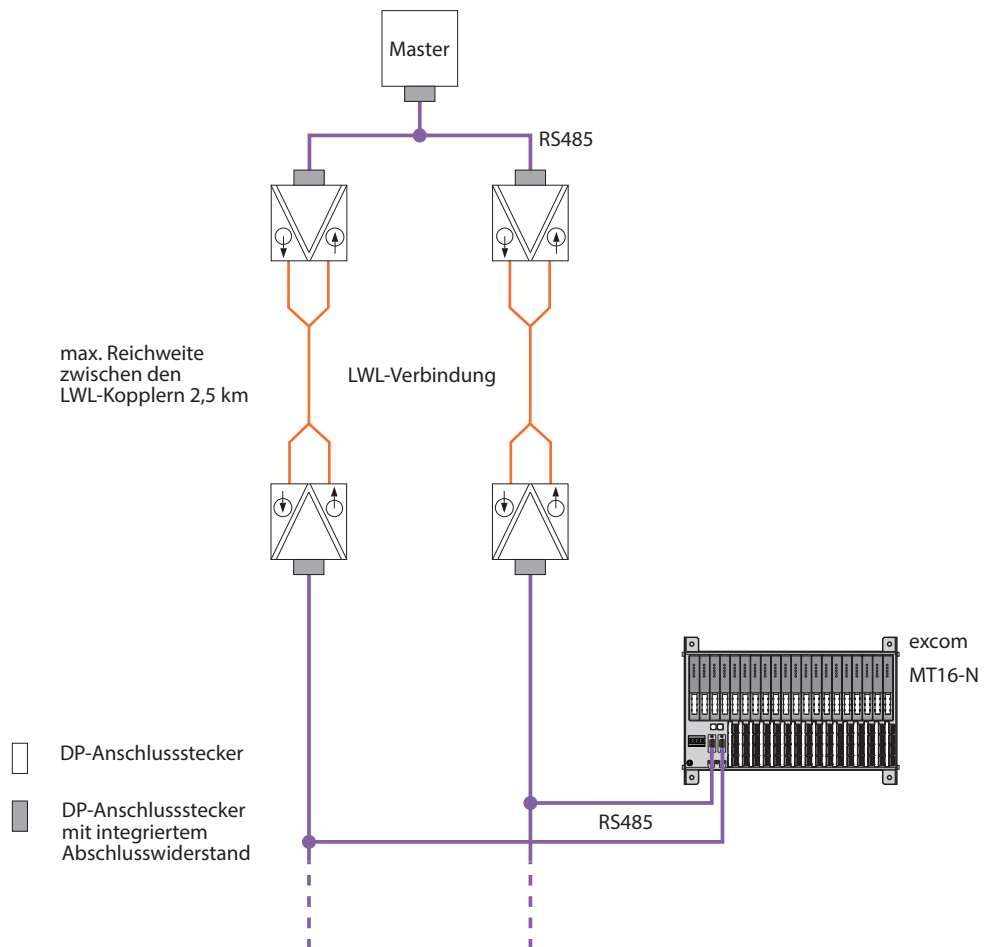 Master
RS485
max. Reichweite
zwischen den
LWL-Kopplern 2,5 km
LWL-Verbindung
excom
MT16-N
DP-Anschlussstecker
RS485
DP-Anschlussstecker
mit integriertem
Abschlusswiderstand